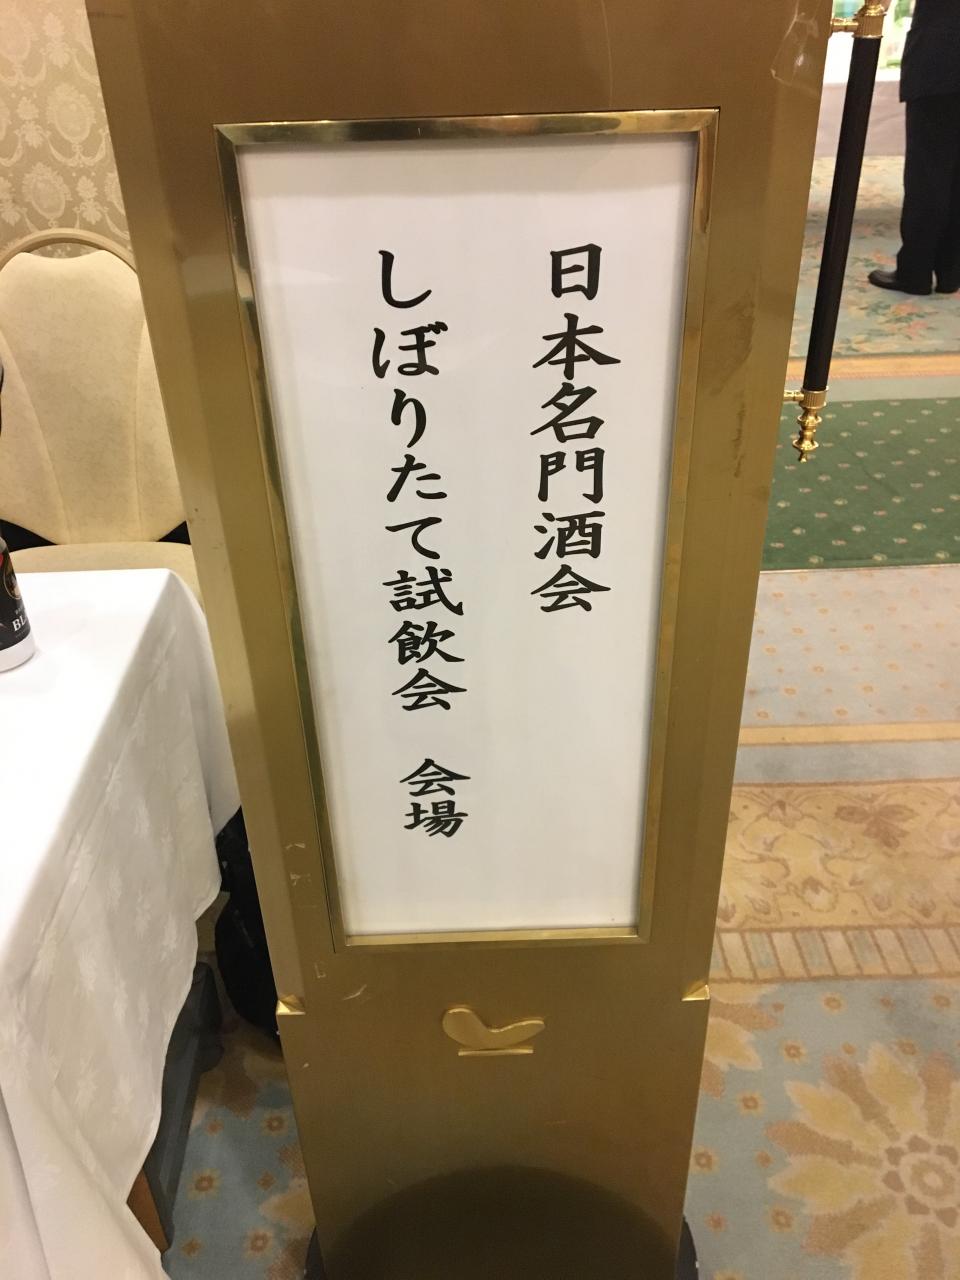 日本名門酒会
しぼりたて試飲会　会場